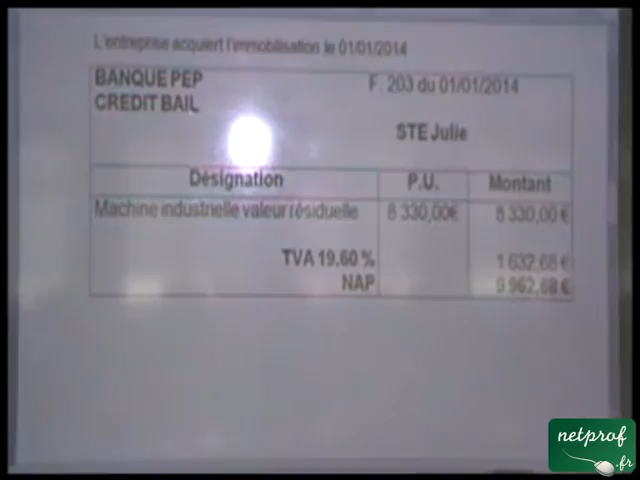 L'entreprise acquiert l'immobilisation le 01/01/2014
BANQUE PEP F. 203 du 01/01/2014
CREDIT BAIL
STE Julie
Désignation P.U. Montant
Machine industrielle valeur résiduelle 8 330,00€ 8 330,00 €
TVA 19.60 % 1 632,68 €
NAP 9 962,68 €
netprof
.fr